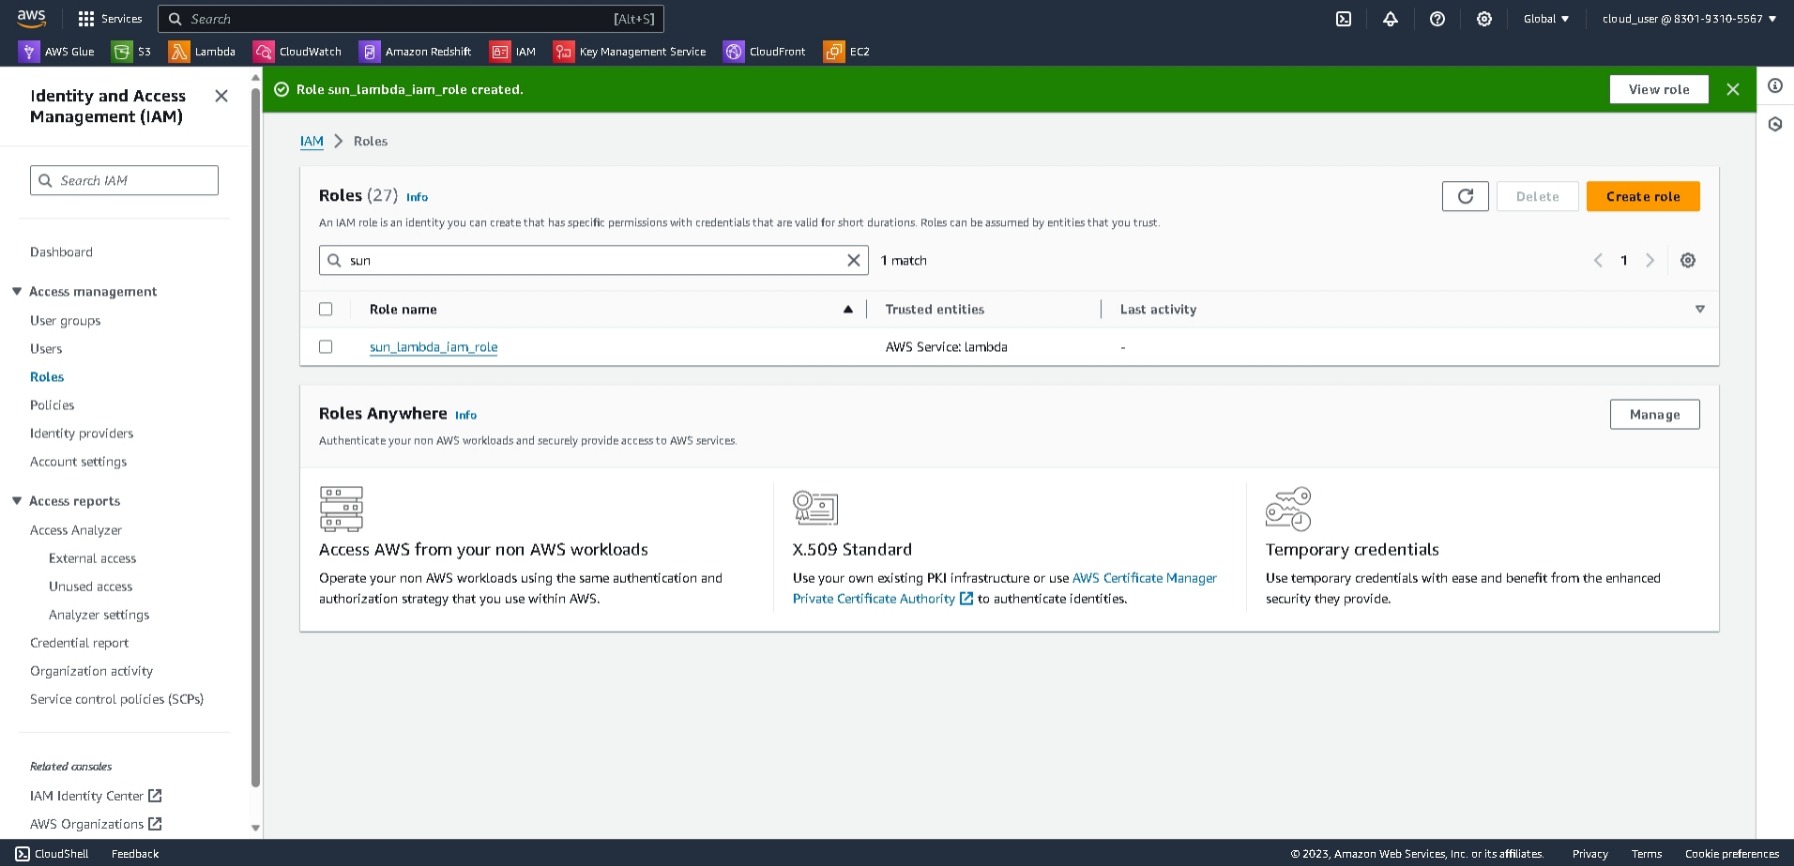 aws
Services
Search
[Alt+S]
Global
cloud_user @ 8301-9310-5567
AWS Glue
S3
Lambda
CloudWatch
Amazon Redshift
IAM
Key Management Service
CloudFront
EC2
Identity and Access
Management (IAM)
Search IAM
Dashboard
Access management
User groups
Users
Roles
Policies
Identity providers
Account settings
Access reports
Access Analyzer
External access
Unused access
Analyzer settings
Credential report
Organization activity
Service control policies (SCPs)
Related consoles
IAM Identity Center
AWS Organizations
Role sun_lambda_iam_role created.
View role
IAM > Roles
Roles (27) Info
Delete
Create role
An IAM role is an identity you can create that has specific permissions with credentials that are valid for short durations. Roles can be assumed by entities that you trust.
sun
1 match
1
Role name
Trusted entities
Last activity
sun_lambda_iam_role
AWS Service: lambda
-
Roles Anywhere Info
Manage
Authenticate your non AWS workloads and securely provide access to AWS services.
Access AWS from your non AWS workloads
Operate your non AWS workloads using the same authentication and
authorization strategy that you use within AWS.
X.509 Standard
Use your own existing PKI infrastructure or use AWS Certificate Manager
Private Certificate Authority to authenticate identities.
Temporary credentials
Use temporary credentials with ease and benefit from the enhanced
security they provide.
CloudShell
Feedback
© 2023, Amazon Web Services, Inc. or its affiliates.
Privacy
Terms
Cookie preferences